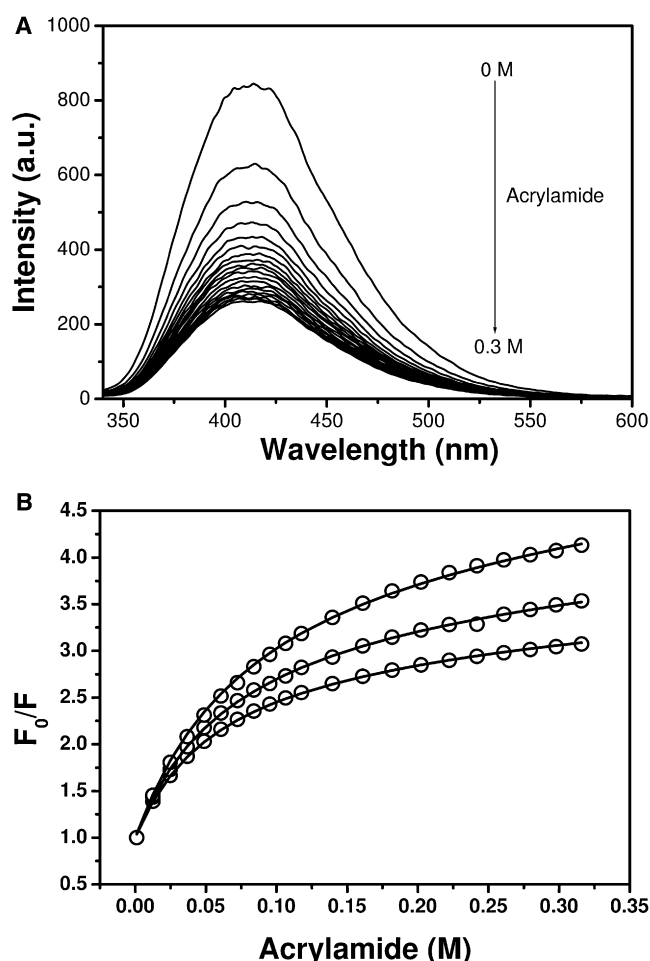 A
1000
800
600
400
200
0
Intensity (a.u.)
0 M
Acrylamide
0.3 M
350 400 450 500 550 600
Wavelength (nm)
B
4.5
4.0
3.5
3.0
2.5
2.0
1.5
1.0
0.5
F0/F
0.00 0.05 0.10 0.15 0.20 0.25 0.30 0.35
Acrylamide (M)